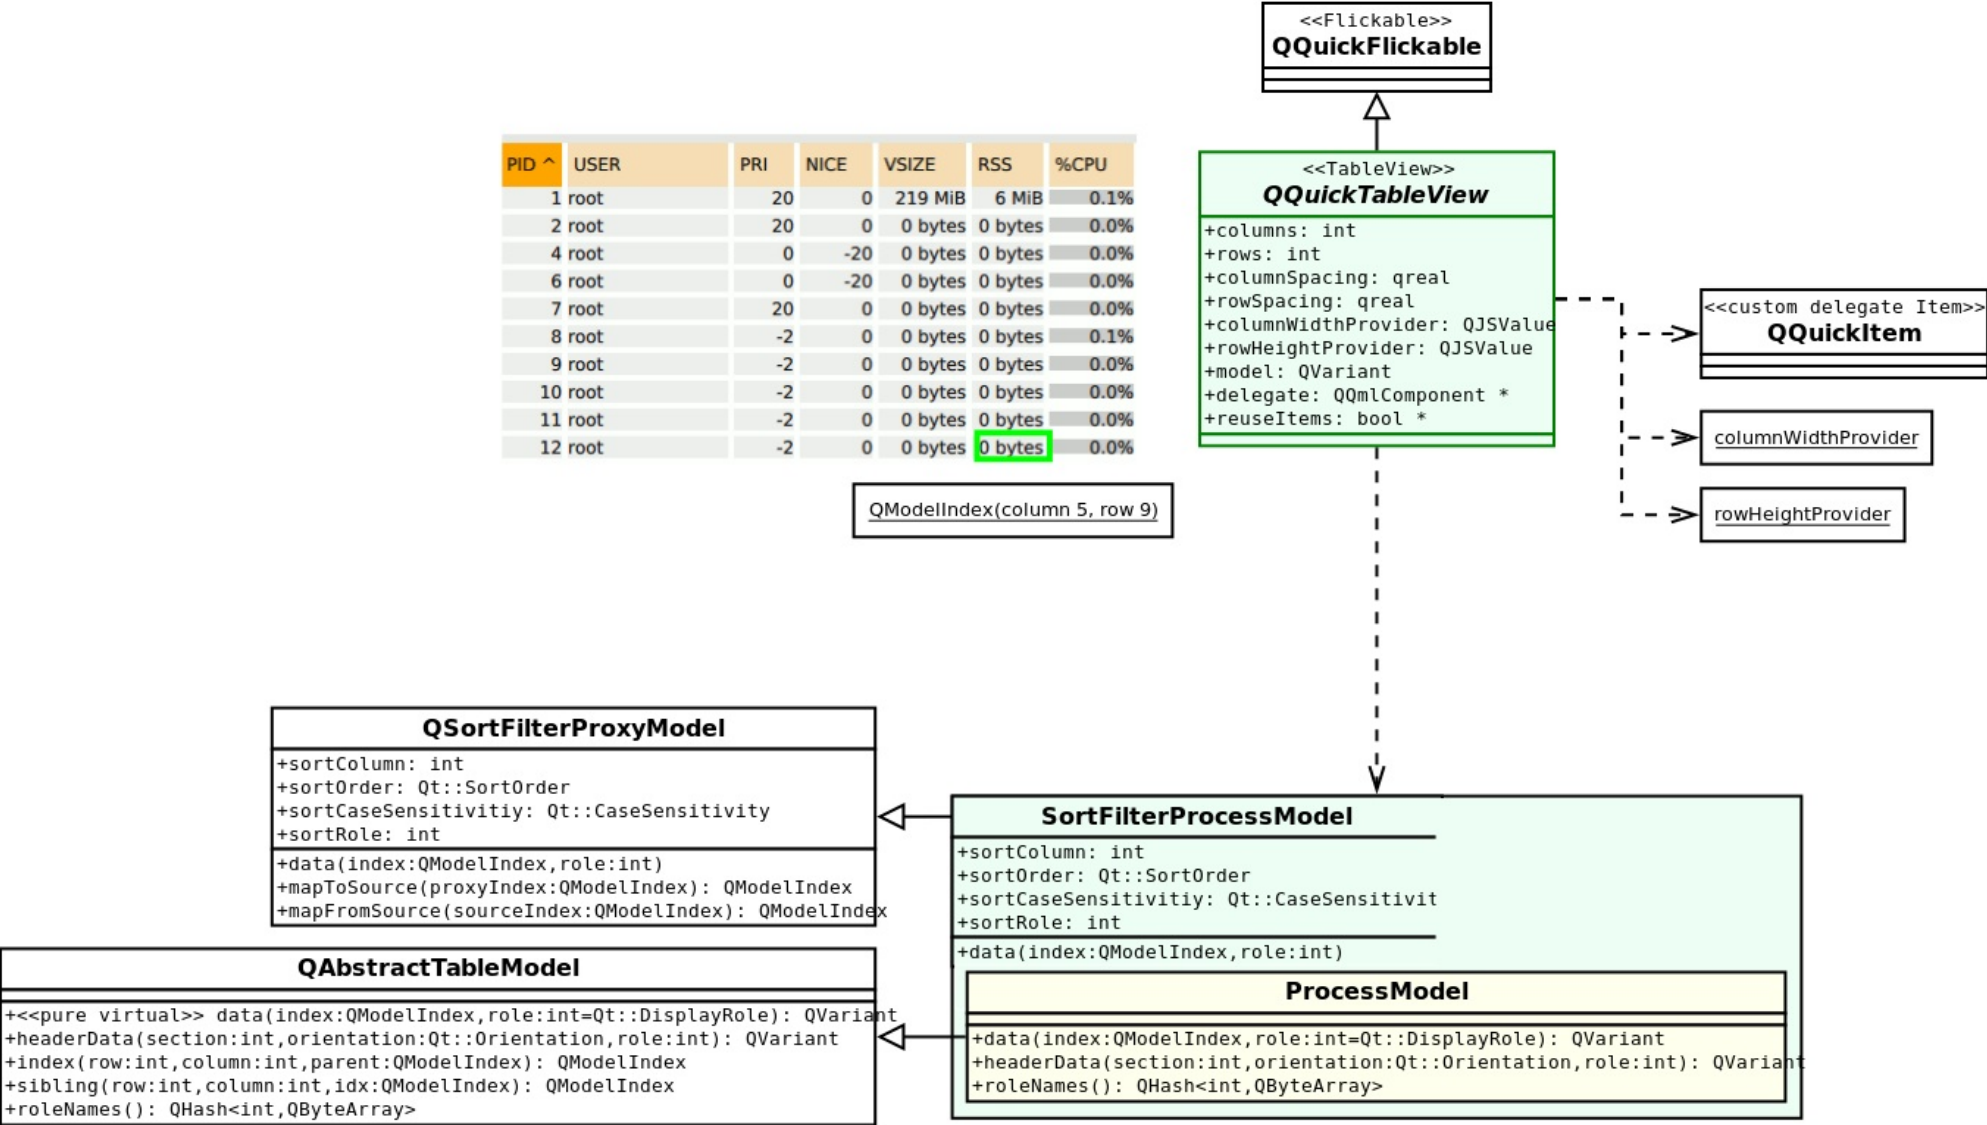 <<Flickable>>
QQuickFlickable
PID ^ USER PRI NICE VSIZE RSS %CPU
1 root 20 0 219 MiB 6 MiB 0.1%
2 root 20 0 0 bytes 0 bytes 0.0%
4 root 0 -20 0 bytes 0 bytes 0.0%
6 root 0 -20 0 bytes 0 bytes 0.0%
7 root 20 0 0 bytes 0 bytes 0.0%
8 root -2 0 0 bytes 0 bytes 0.1%
9 root -2 0 0 bytes 0 bytes 0.0%
10 root -2 0 0 bytes 0 bytes 0.0%
11 root -2 0 0 bytes 0 bytes 0.0%
12 root -2 0 0 bytes 0 bytes 0.0%
QModelIndex(column 5, row 9)
<<TableView>>
QQuickTableView
+columns: int
+rows: int
+columnSpacing: qreal
+rowSpacing: qreal
+columnWidthProvider: QJSValue
+rowHeightProvider: QJSValue
+model: QVariant
+delegate: QQmlComponent *
+reuseItems: bool *
<<custom delegate Item>>
QQuickItem
columnWidthProvider
rowHeightProvider
QSortFilterProxyModel
+sortColumn: int
+sortOrder: Qt::SortOrder
+sortCaseSensitivitiy: Qt::CaseSensitivity
+sortRole: int
+data(index:QModelIndex,role:int)
+mapToSource(proxyIndex:QModelIndex): QModelIndex
+mapFromSource(sourceIndex:QModelIndex): QModelIndex
SortFilterProcessModel
+sortColumn: int
+sortOrder: Qt::SortOrder
+sortCaseSensitivitiy: Qt::CaseSensitivit
+sortRole: int
+data(index:QModelIndex,role:int)
QAbstractTableModel
+<<pure virtual>> data(index:QModelIndex,role:int=Qt::DisplayRole): QVariant
+headerData(section:int,orientation:Qt::Orientation,role:int): QVariant
+index(row:int,column:int,parent:QModelIndex): QModelIndex
+sibling(row:int,column:int,idx:QModelIndex): QModelIndex
+roleNames(): QHash<int,QByteArray>
ProcessModel
+data(index:QModelIndex,role:int=Qt::DisplayRole): QVariant
+headerData(section:int,orientation:Qt::Orientation,role:int): QVariant
+roleNames(): QHash<int,QByteArray>